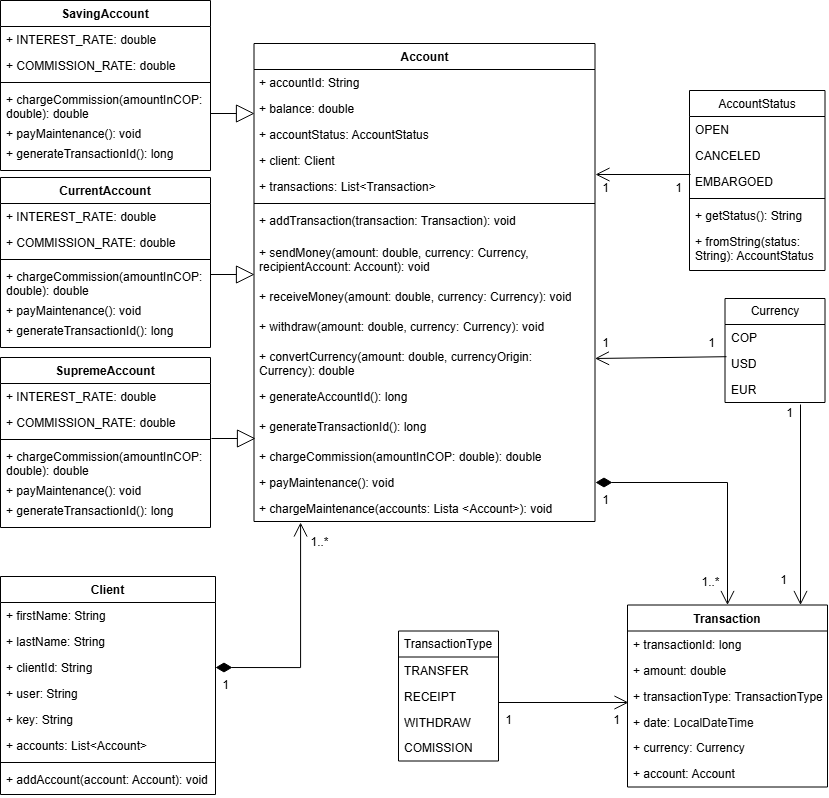 SavingAccount
+ INTEREST_RATE: double
+ COMMISSION_RATE: double
+ chargeCommission(amountInCOP:
double): double
+ payMaintenance(): void
+ generateTransactionId(): long
CurrentAccount
+ INTEREST_RATE: double
+ COMMISSION_RATE: double
+ chargeCommission(amountInCOP:
double): double
+ payMaintenance(): void
+ generateTransactionId(): long
SupremeAccount
+ INTEREST_RATE: double
+ COMMISSION_RATE: double
+ chargeCommission(amountInCOP:
double): double
+ payMaintenance(): void
+ generateTransactionId(): long
Account
+ accountId: String
+ balance: double
+ accountStatus: AccountStatus
+ client: Client
+ transactions: List<Transaction>
+ addTransaction(transaction: Transaction): void
+ sendMoney(amount: double, currency: Currency,
recipientAccount: Account): void
+ receiveMoney(amount: double, currency: Currency): void
+ withdraw(amount: double, currency: Currency): void
+ convertCurrency(amount: double, currencyOrigin:
Currency): double
+ generateAccountId(): long
+ generateTransactionId(): long
+ chargeCommission(amountInCOP: double): double
+ payMaintenance(): void
+ chargeMaintenance(accounts: Lista <Account>): void
AccountStatus
OPEN
CANCELED
EMBARGOED
+ getStatus(): String
+ fromString(status:
String): AccountStatus
1
1
Currency
COP
USD
EUR
1
1
1
1
1
1..*
1..*
1
Client
+ firstName: String
+ lastName: String
+ clientId: String
+ user: String
+ key: String
+ accounts: List<Account>
+ addAccount(account: Account): void
TransactionType
TRANSFER
RECEIPT
WITHDRAW
COMISSION
1
1
Transaction
+ transactionId: long
+ amount: double
+ transactionType: TransactionType
+ date: LocalDateTime
+ currency: Currency
+ account: Account